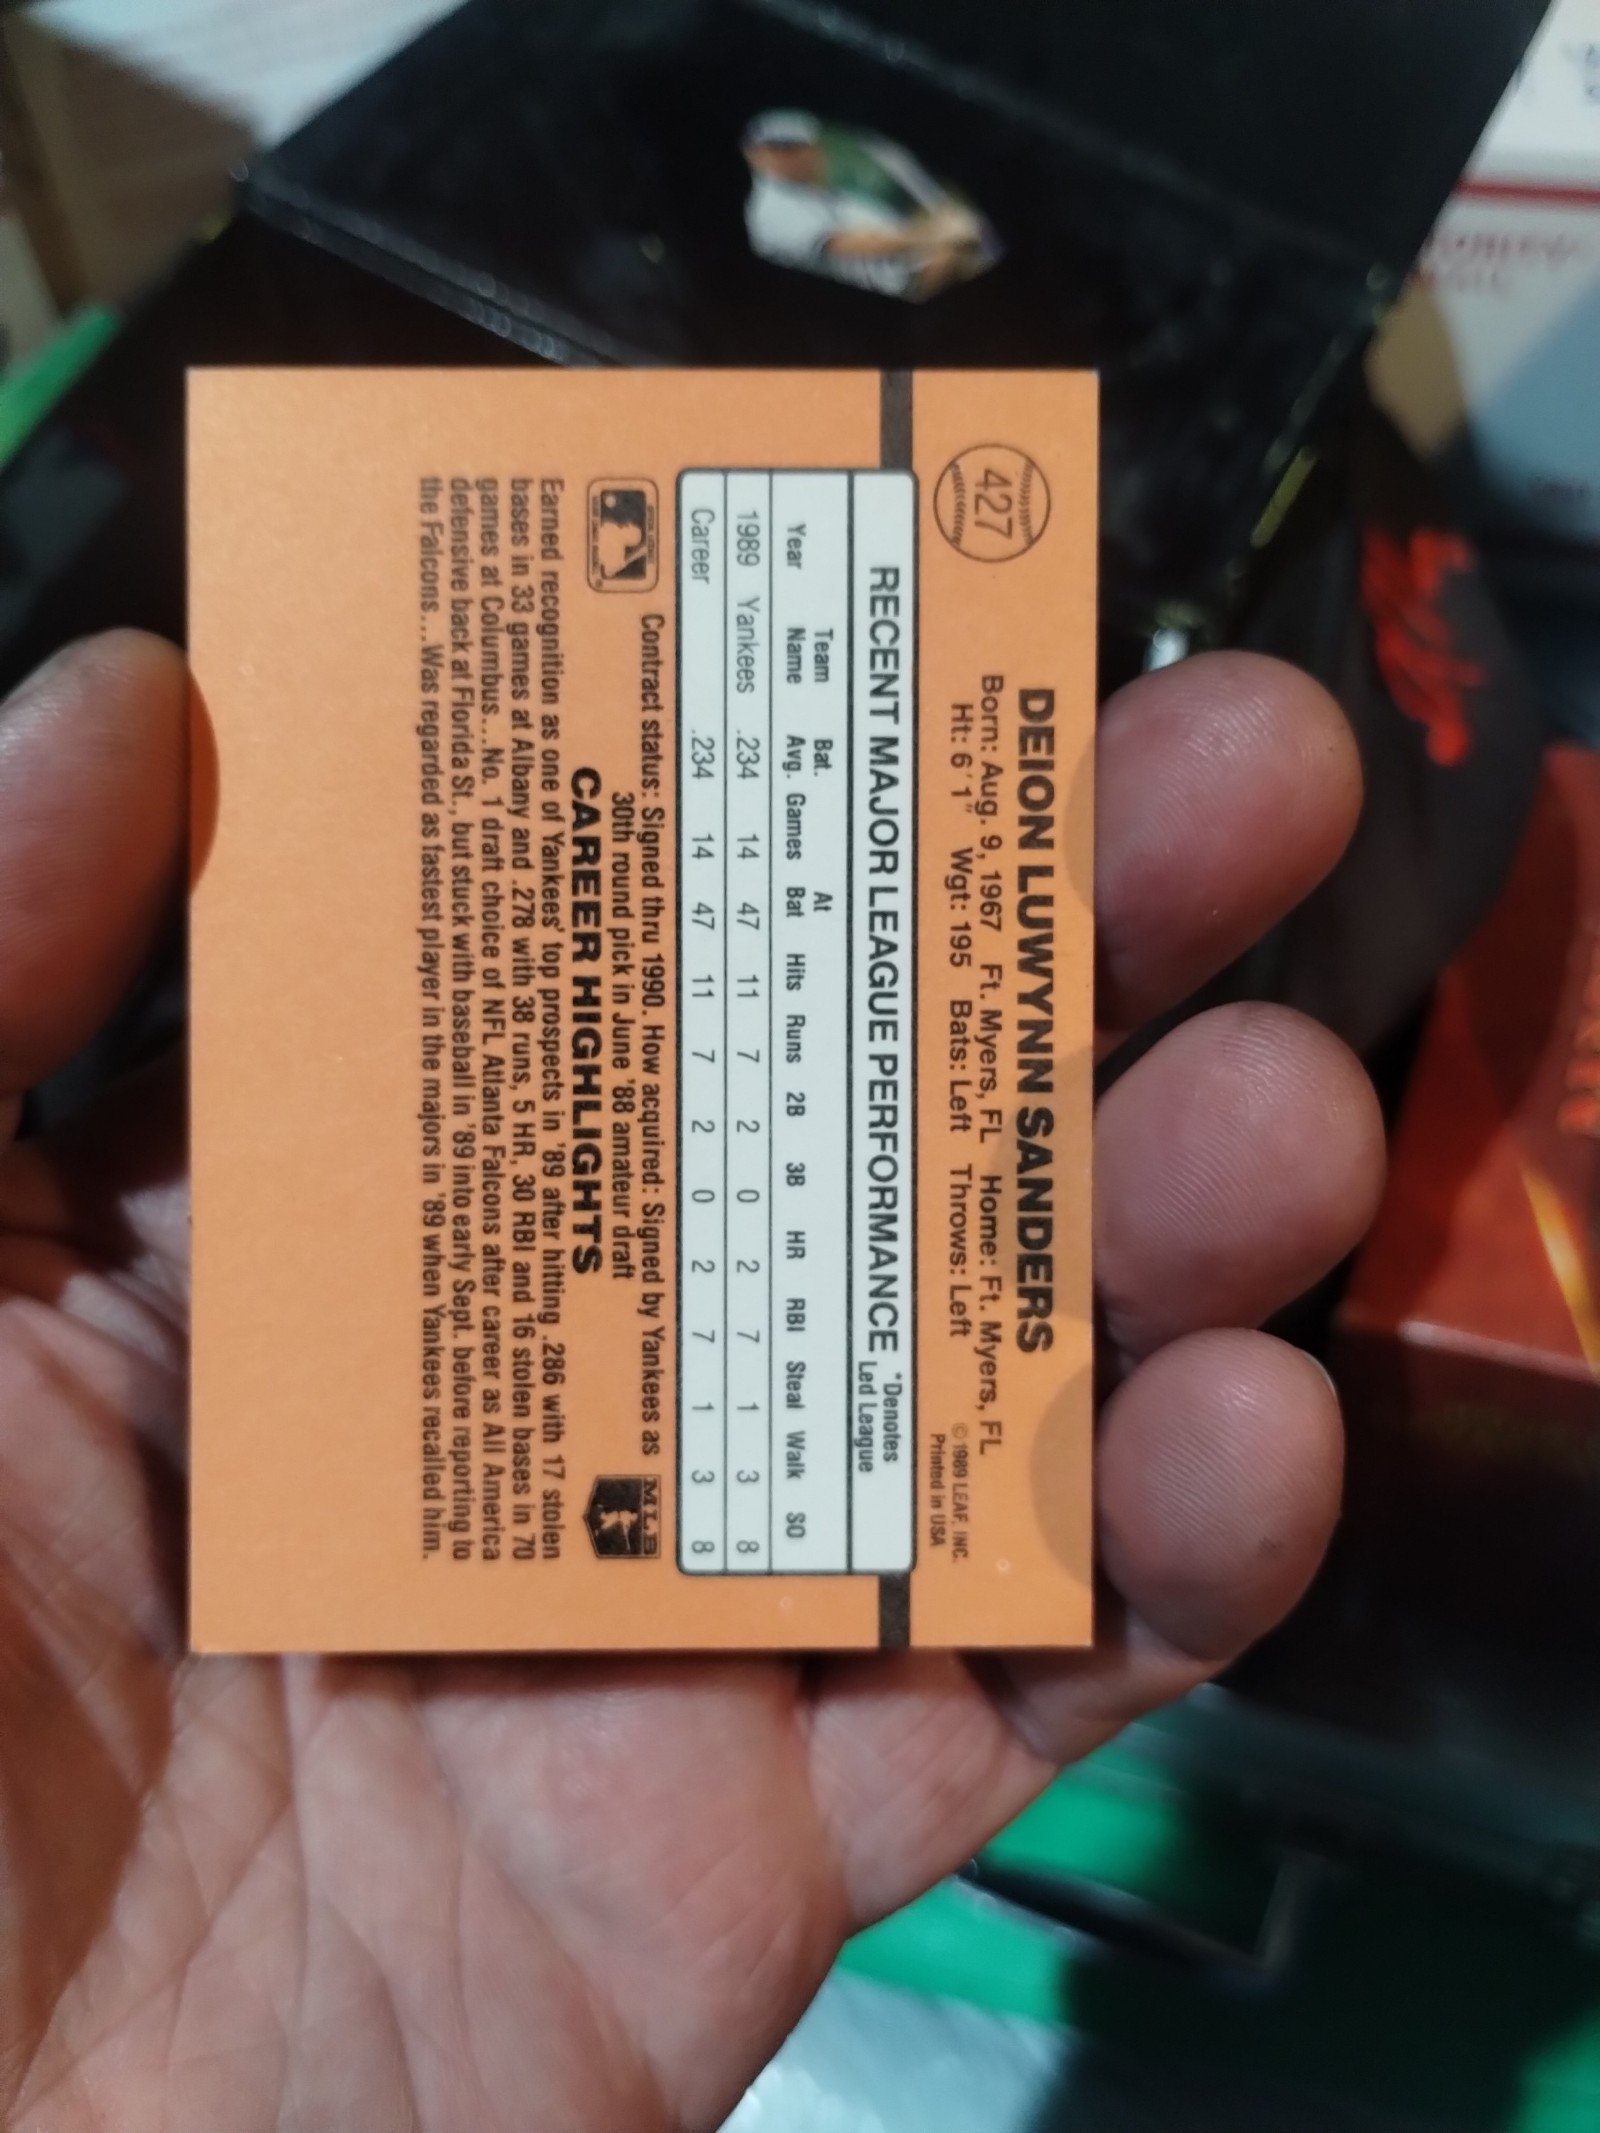 427
DEION LUWYNN SANDERS
Born: Aug. 9, 1967 Ft. Myers, FL Home: Ft. Myers, FL
Ht: 6' 1" Wgt: 195 Bats: Left Throws: Left
© 1989 LEAF, INC.
Printed in USA
RECENT MAJOR LEAGUE PERFORMANCE
*Denotes
Led League
Team Bat. At
Year Name Avg. Games Bat Hits Runs 2B 3B HR RBI Steal Walk SO
1989 Yankees .234 14 47 11 7 2 0 2 7 1 3 8
Career .234 14 47 11 7 2 0 2 7 1 3 8
Contract status: Signed thru 1990. How acquired: Signed by Yankees as
30th round pick in June '88 amateur draft
MLB
CAREER HIGHLIGHTS
Earned recognition as one of Yankees' top prospects in '89 after hitting .286 with 17 stolen
bases in 33 games at Albany and .278 with 38 runs, 5 HR, 30 RBI and 16 stolen bases in 70
games at Columbus...No. 1 draft choice of NFL Atlanta Falcons after career as All America
defensive back at Florida St., but stuck with baseball in '89 into early Sept. before reporting to
the Falcons...Was regarded as fastest player in the majors in '89 when Yankees recalled him.